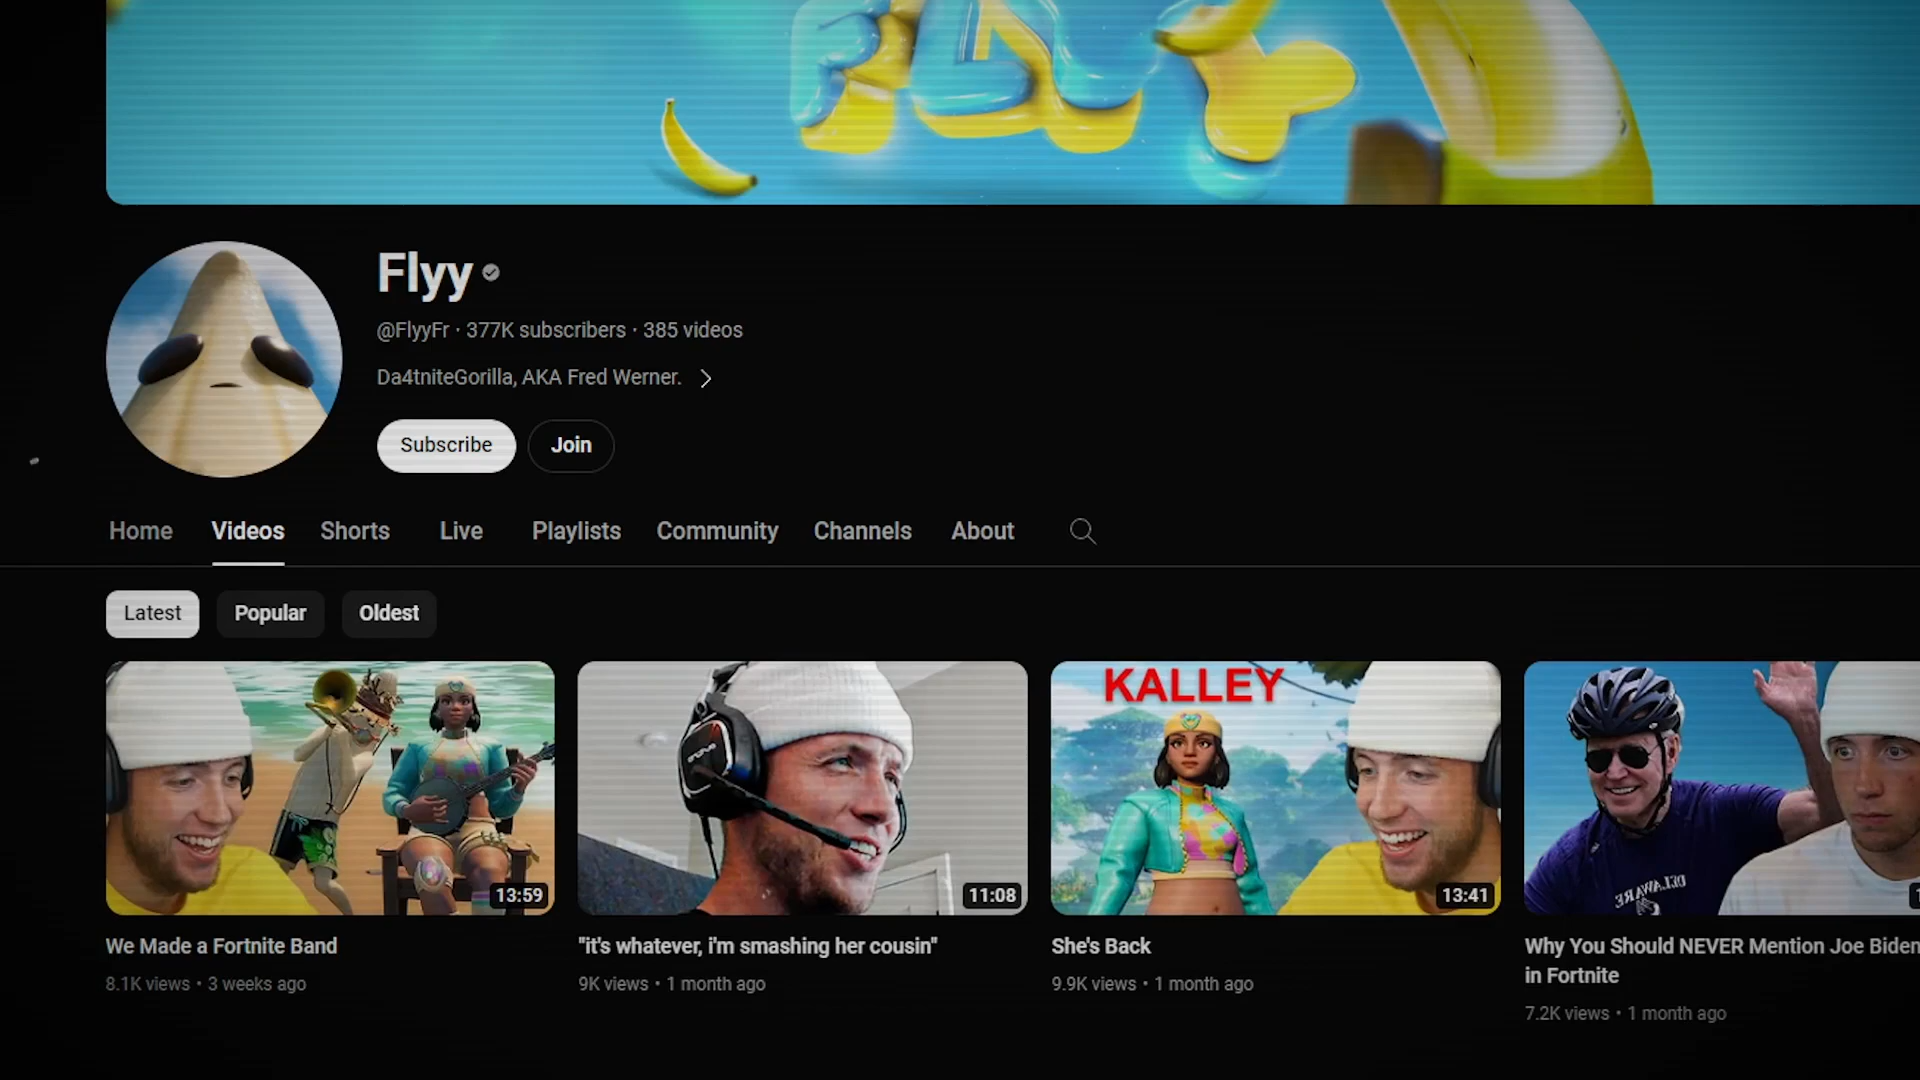 FLYY
Flyy
@FlyyFr · 377K subscribers · 385 videos
Da4tniteGorilla, AKA Fred Werner.
Subscribe
Join
Home
Videos
Shorts
Live
Playlists
Community
Channels
About
Latest
Popular
Oldest
13:59
11:08
KALLEY
13:41
DELAWARE
We Made a Fortnite Band
8.1K views • 3 weeks ago
"it's whatever, i'm smashing her cousin"
9K views • 1 month ago
She's Back
9.9K views • 1 month ago
Why You Should NEVER Mention Joe Biden
in Fortnite
7.2K views • 1 month ago